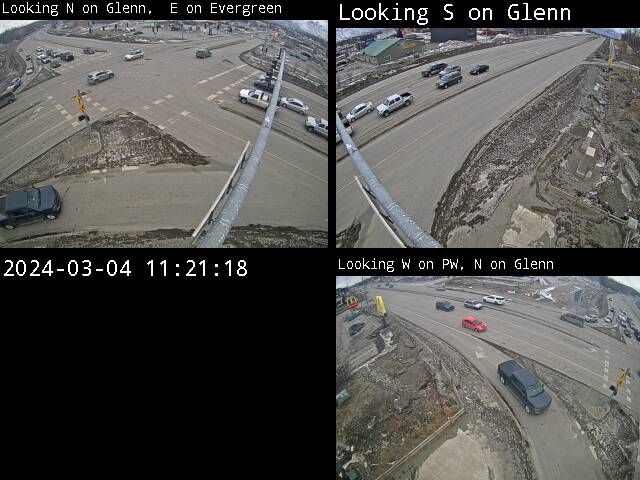 Looking N on Glenn,  E on Evergreen
Looking S on Glenn
2024-03-04 11:21:18
Looking W on PW, N on Glenn